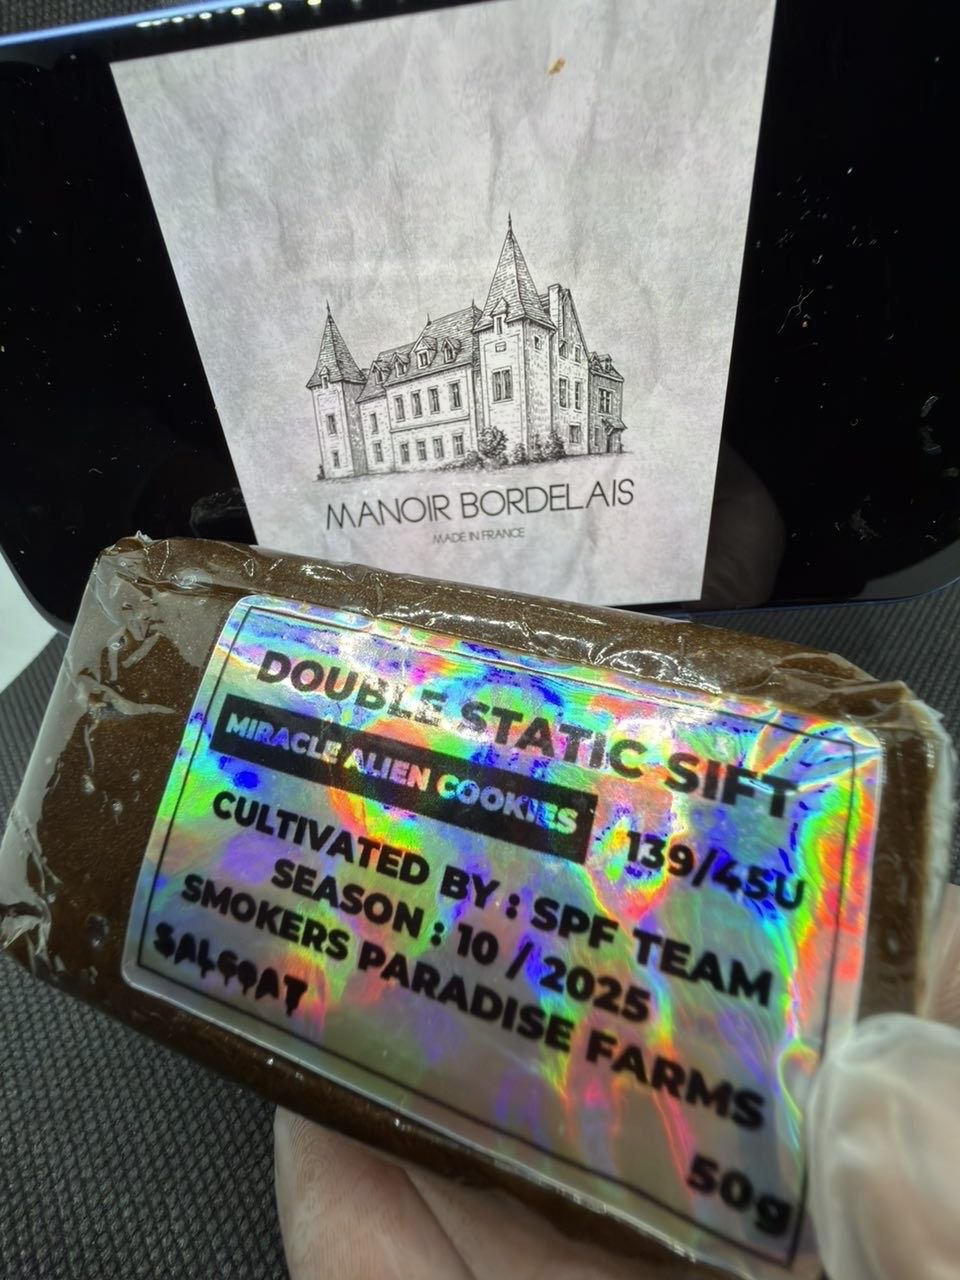 MANOIR BORDELAIS
MADE IN FRANCE
DOUBLE STATIC SIFT
MIRACLE ALIEN COOKIES 139/45U
CULTIVATED BY : SPF TEAM
SEASON : 10 / 2025
SMOKERS PARADISE FARMS
SALGOAT
50g